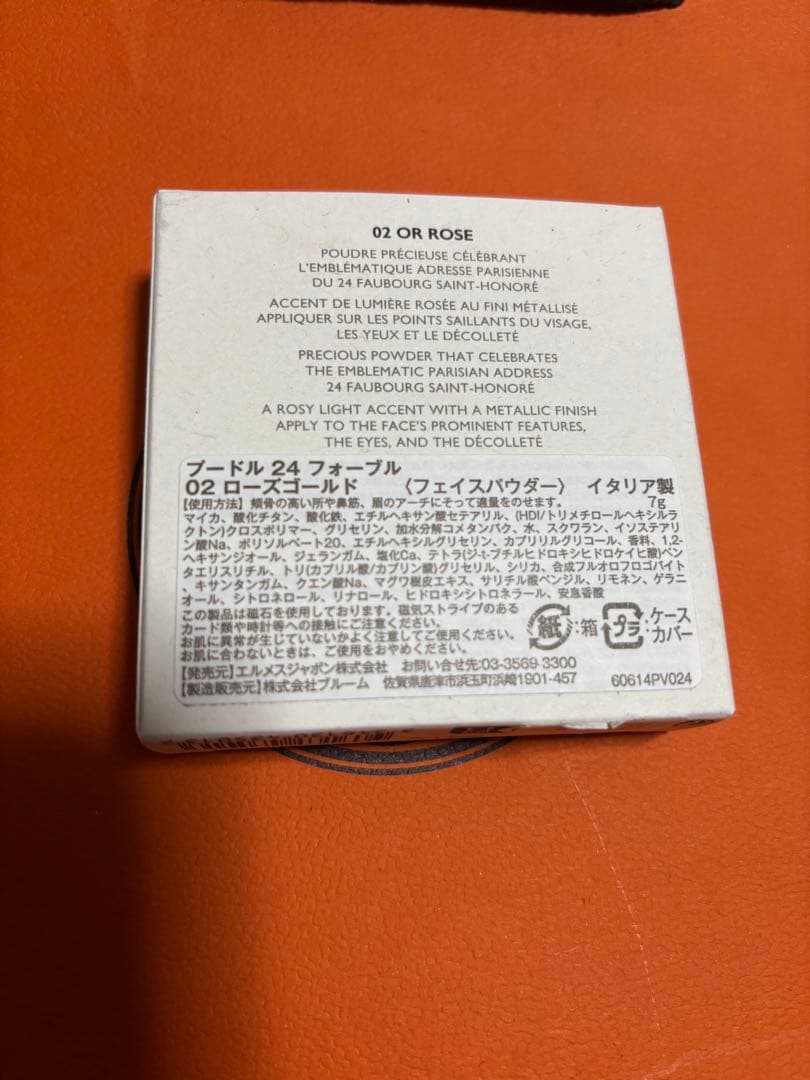 02 OR ROSE
POUDRE PRÉCIEUSE CÉLÉBRANT
L'EMBLÉMATIQUE ADRESSE PARISIENNE
DU 24 FAUBOURG SAINT-HONORÉ
ACCENT DE LUMIÈRE ROSÉE AU FINI MÉTALLISÉ
APPLIQUER SUR LES POINTS SAILLANTS DU VISAGE,
LES YEUX ET LE DÉCOLLETÉ
PRECIOUS POWDER THAT CELEBRATES
THE EMBLEMATIC PARISIAN ADDRESS
24 FAUBOURG SAINT-HONORÉ
A ROSY LIGHT ACCENT WITH A METALLIC FINISH
APPLY TO THE FACE'S PROMINENT FEATURES,
THE EYES, AND THE DÉCOLLETÉ
プードル 24 フォーブル
02 ローズゴールド 〈フェイスパウダー〉 イタリア製
【使用方法】頬骨の高い所や鼻筋、眉のアーチにそって適量をのせます。 7g
マイカ、酸化チタン、酸化鉄、エチルヘキサン酸セテアリル、(HDI/トリメチロールヘキシルラ
クトン)クロスポリマー、グリセリン、加水分解コメタンパク、水、スクワラン、イソステアリ
ン酸Na、ポリソルベート20、エチルヘキシルグリセリン、カプリリルグリコール、香料、1,2-
ヘキサンジオール、ジェランガム、塩化Ca、テトラ(ジ-t-ブチルヒドロキシヒドロケイヒ酸)ペン
タエリスリチル、トリ(カプリル酸/カプリン酸)グリセリル、シリカ、合成フルオロフロゴパイト
、キサンタンガム、クエン酸Na、マグワ樹皮エキス、サリチル酸ベンジル、リモネン、ゲラニ
オール、シトロネロール、リナロール、ヒドロキシシトロネラール、安息香酸
この製品は磁石を使用しております。磁気ストライプのある
カード類や時計等への接触にご注意ください。
お肌に異常が生じていないかよく注意してご使用ください。
お肌に合わないときは、ご使用をおやめください。
紙:箱 プラ:ケース
カバー
【発売元】エルメスジャポン株式会社 お問い合せ先:03-3569-3300
【製造販売元】株式会社ブルーム 佐賀県唐津市浜玉町浜崎1901-457 60614PV024